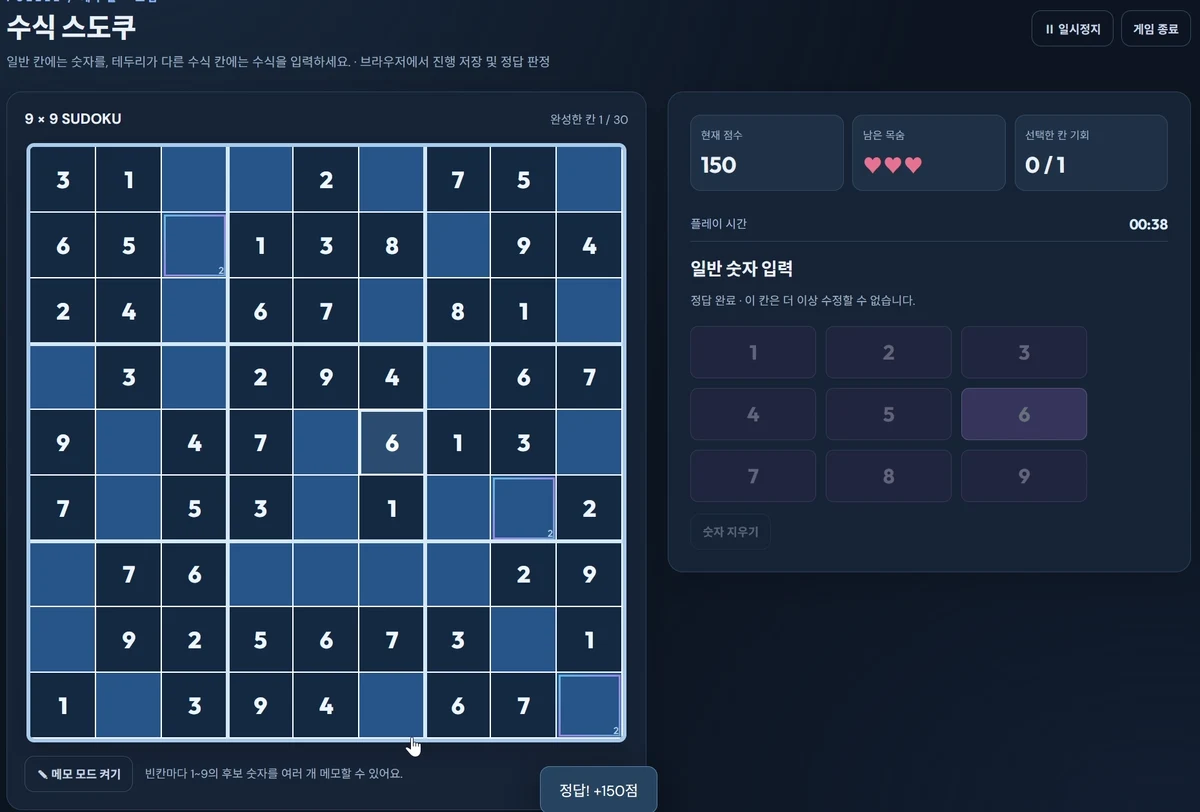 수식 스도쿠
일반 칸에는 숫자를, 테두리가 다른 수식 칸에는 수식을 입력하세요. · 브라우저에서 진행 저장 및 정답 판정
일시정지
게임 종료
9 × 9 SUDOKU
완성한 칸 1 / 30
3 1 2 7 5
6 5 2 1 3 8 9 4
2 4 6 7 8 1
3 2 9 4 6 7
9 4 7 6 1 3
7 5 3 1 2 2
7 6 2 9
9 2 5 6 7 3 1
1 3 9 4 6 7 2
메모 모드 켜기
빈칸마다 1~9의 후보 숫자를 여러 개 메모할 수 있어요.
정답! +150점
현재 점수
150
남은 목숨
선택한 칸 기회
0 / 1
플레이 시간
00:38
일반 숫자 입력
정답 완료 · 이 칸은 더 이상 수정할 수 없습니다.
1 2 3
4 5 6
7 8 9
숫자 지우기